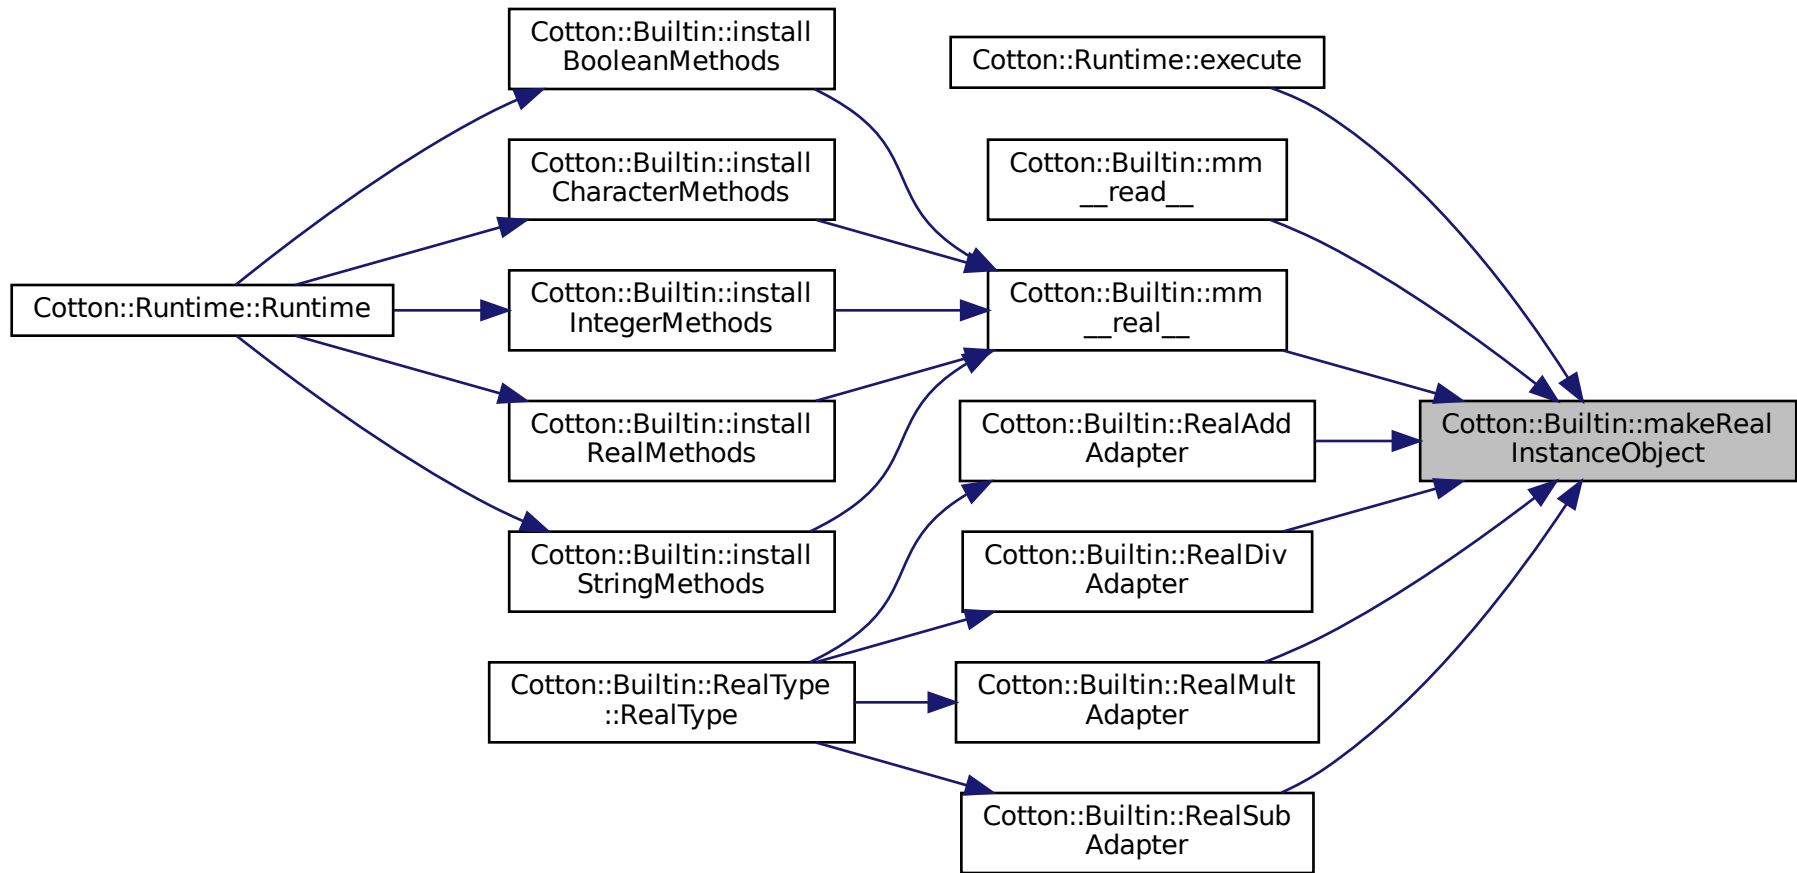 Cotton::Builtin::install
BooleanMethods
Cotton::Runtime::execute
Cotton::Builtin::install
CharacterMethods
Cotton::Builtin::mm
__read__
Cotton::Runtime::Runtime
Cotton::Builtin::install
IntegerMethods
Cotton::Builtin::mm
__real__
Cotton::Builtin::install
RealMethods
Cotton::Builtin::RealAdd
Adapter
Cotton::Builtin::makeReal
InstanceObject
Cotton::Builtin::install
StringMethods
Cotton::Builtin::RealDiv
Adapter
Cotton::Builtin::RealType
::RealType
Cotton::Builtin::RealMult
Adapter
Cotton::Builtin::RealSub
Adapter